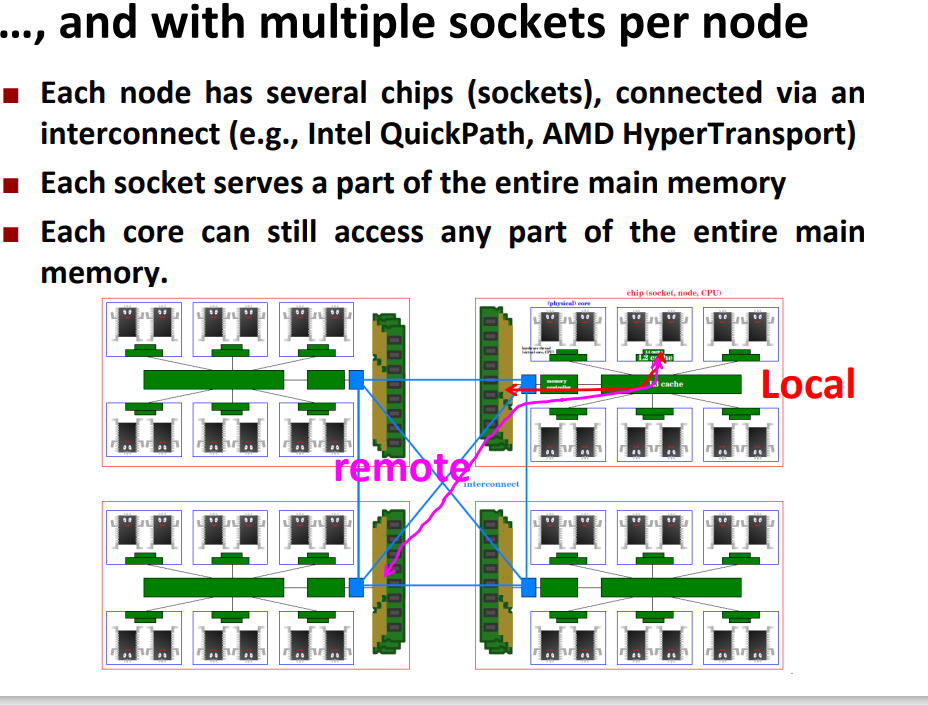 ..., and with multiple sockets per node
Each node has several chips (sockets), connected via an
interconnect (e.g., Intel QuickPath, AMD HyperTransport)
Each socket serves a part of the entire main memory
Each core can still access any part of the entire main
memory.
chip (socket, node, CPU)
(physical) core
L2 cache
memory
controller
L3 cache
Local
remote
interconnect